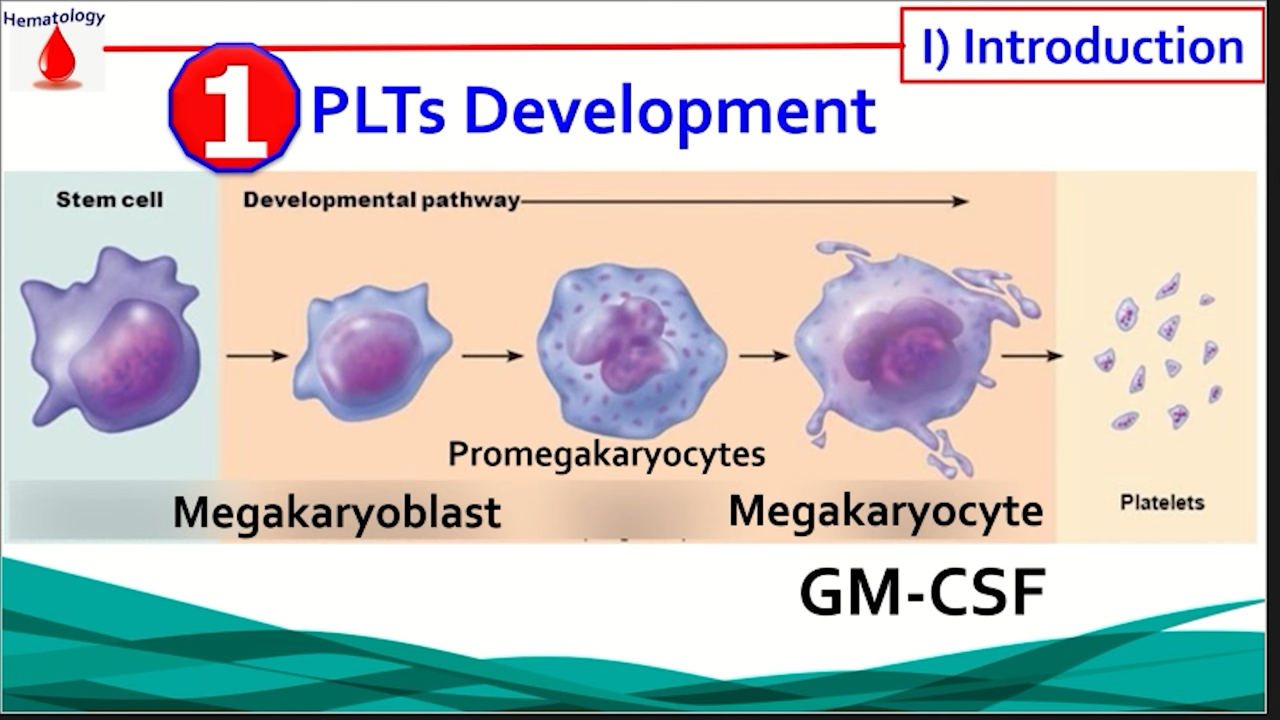 Hematology
I) Introduction
1 PLTs Development
Stem cell
Developmental pathway
Promegakaryocytes
Megakaryoblast
Megakaryocyte
Platelets
GM-CSF